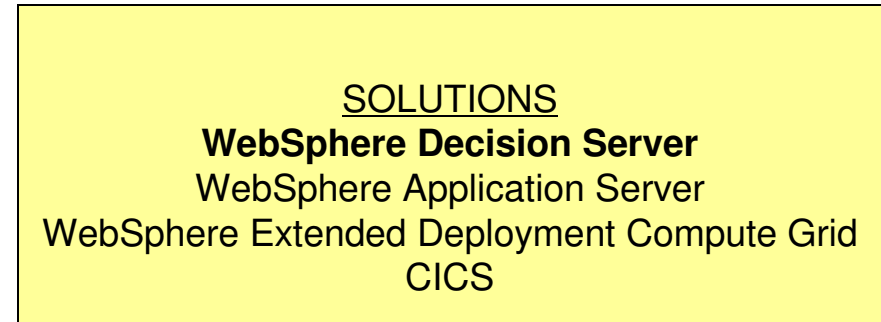 SOLUTIONS
WebSphere Decision Server
WebSphere Application Server
WebSphere Extended Deployment Compute Grid
CICS